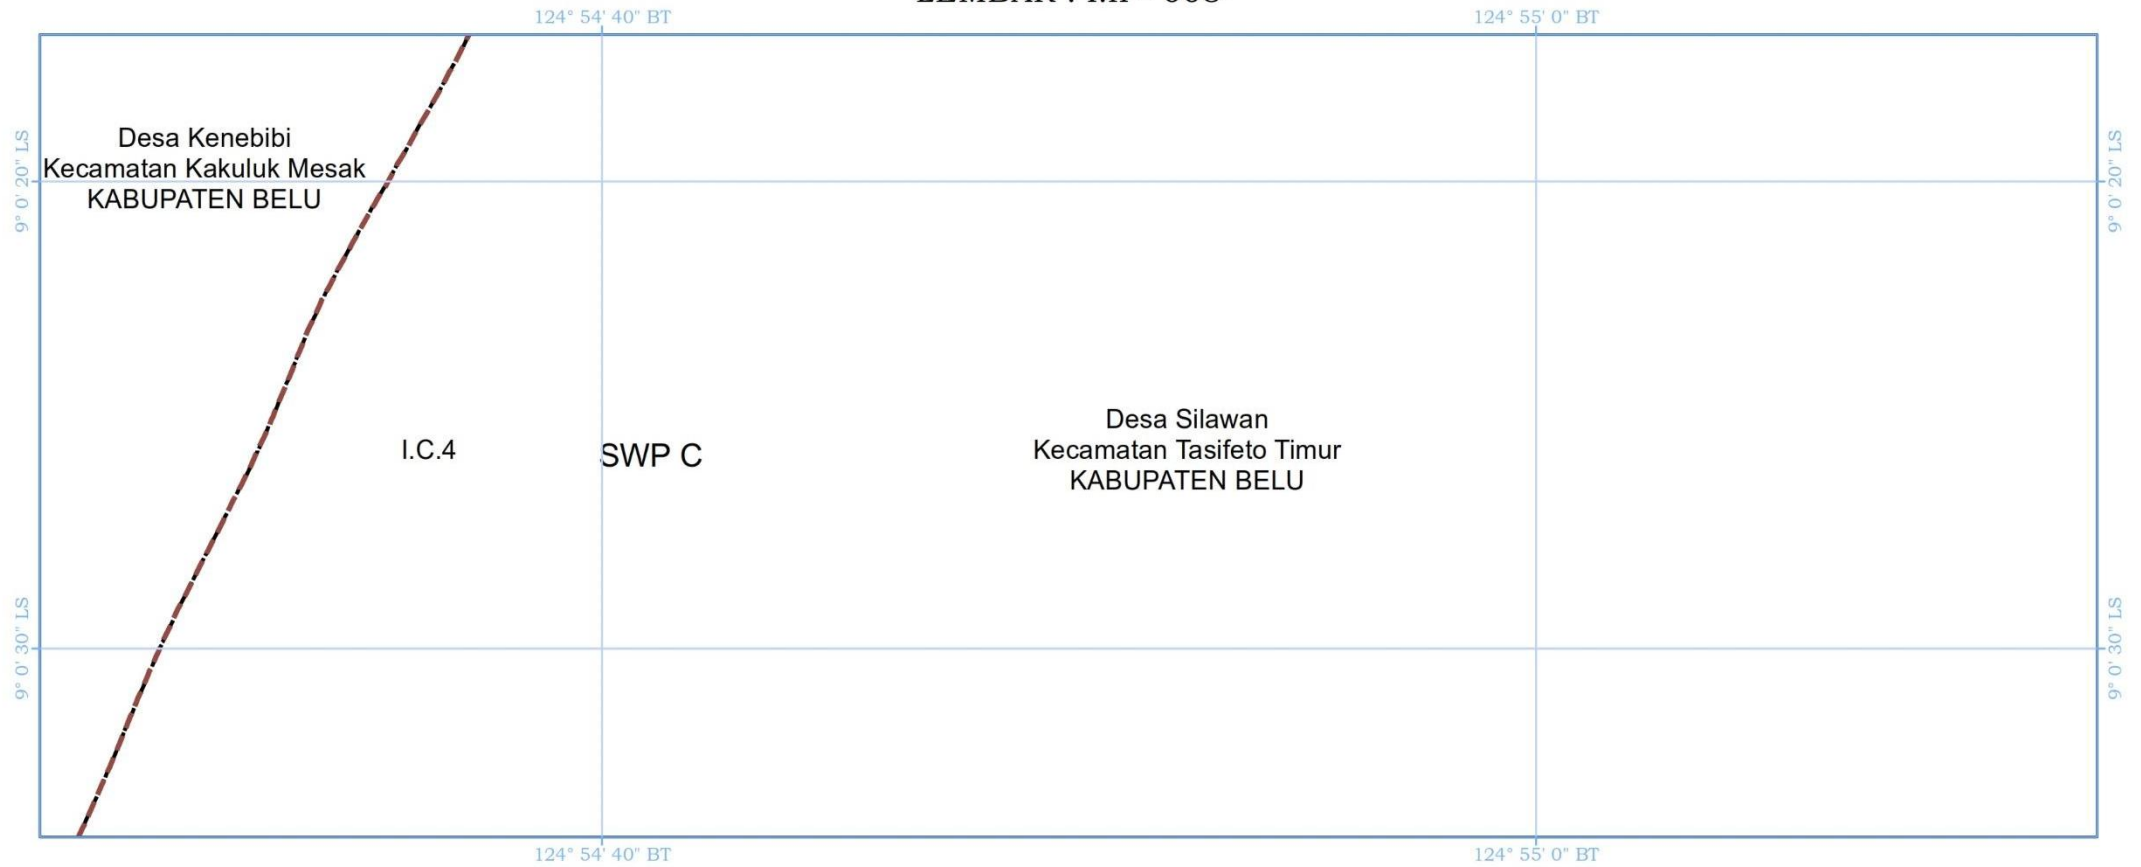 124° 54' 40" BT
124° 55' 0" BT
9° 0' 20" LS
9° 0' 20" LS
Desa Kenebibi
Kecamatan Kakuluk Mesak
KABUPATEN BELU
Desa Silawan
Kecamatan Tasifeto Timur
KABUPATEN BELU
I.C.4
SWP C
9° 0' 30" LS
9° 0' 30" LS
124° 54' 40" BT
124° 55' 0" BT